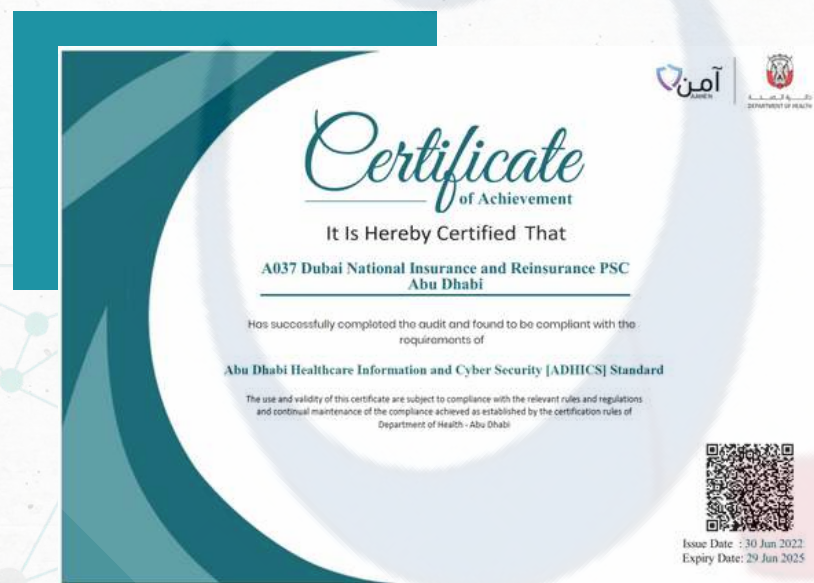 آمن
AAMEN
دائـرة الـصـحـــة
DEPARTMENT OF HEALTH
Certificate
of Achievement
It Is Hereby Certified That
A037 Dubai National Insurance and Reinsurance PSC
Abu Dhabi
Has successfully completed the audit and found to be compliant with the
requirements of
Abu Dhabi Healthcare Information and Cyber Security [ADHICS] Standard
The use and validity of this certificate are subject to compliance with the relevant rules and regulations
and continual maintenance of the compliance achieved as established by the certification rules of
Department of Health - Abu Dhabi
Issue Date : 30 Jun 2022
Expiry Date: 29 Jun 2025